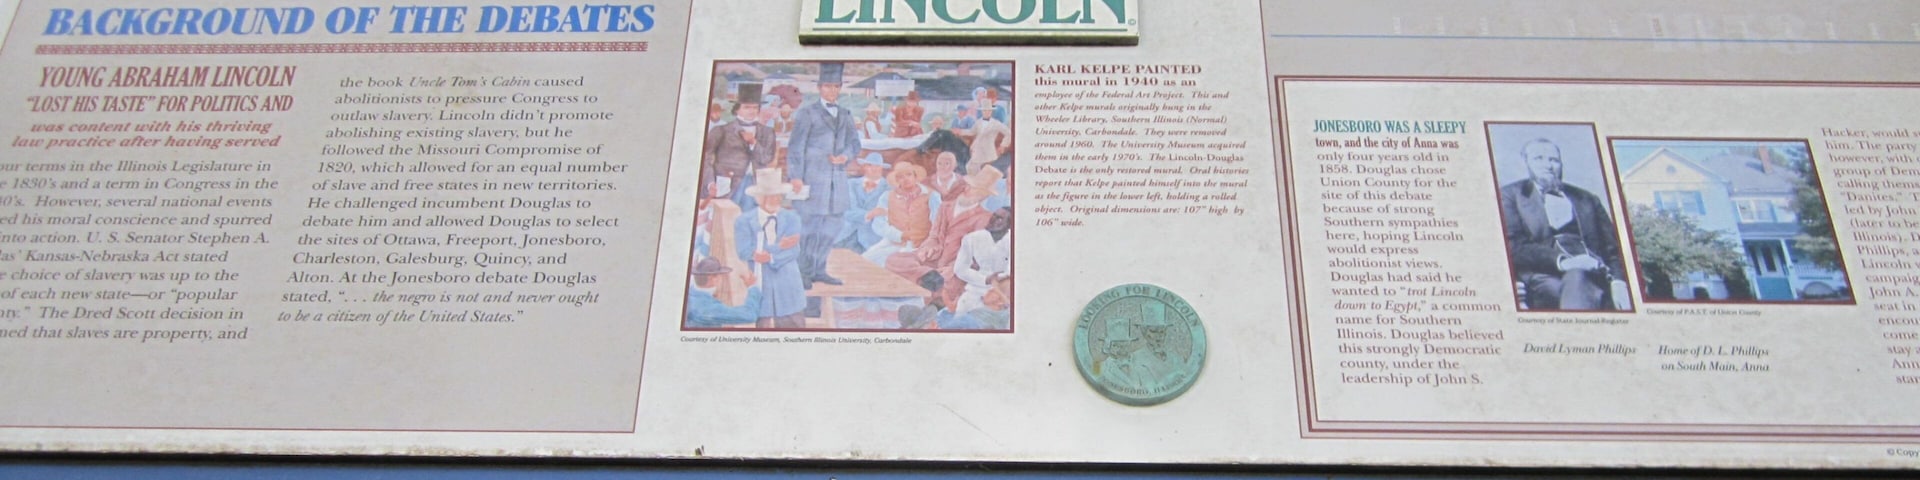 BACKGROUND OF THE DEBATES
YOUNG ABRAHAM LINCOLN
"LOST HIS TASTE" FOR POLITICS AND
was content with his thriving
law practice after having served
our terms in the Illinois Legislature in
1830's and a term in Congress in the
However, several national events
his moral conscience and spurred
into action. U. S. Senator Stephen A.
Kansas-Nebraska Act stated
choice of slavery was up to the
of each new state—or "popular
The Dred Scott decision in
that slaves are property, and
the book Uncle Tom's Cabin caused
abolitionists to pressure Congress to
outlaw slavery. Lincoln didn't promote
abolishing existing slavery, but he
followed the Missouri Compromise of
1820, which allowed for an equal number
of slave and free states in new territories.
He challenged incumbent Douglas to
debate him and allowed Douglas to select
the sites of Ottawa, Freeport, Jonesboro,
Charleston, Galesburg, Quincy, and
Alton. At the Jonesboro debate Douglas
stated, ". . . the negro is not and never ought
to be a citizen of the United States."
LINCOLN
KARL KELPE PAINTED
this mural in 1940 as an
employee of the Federal Art Project. This and
other Kelpe murals originally hung in the
Wheeler Library, Southern Illinois (Normal)
University, Carbondale. They were removed
around 1960. The University Museum acquired
them in the early 1970's. The Lincoln-Douglas
Debate is the only restored mural. Oral histories
report that Kelpe painted himself into the mural
as the figure in the lower left, holding a rolled
object. Original dimensions are: 107" high by
106" wide.
Courtesy of University Museum, Southern Illinois University, Carbondale
LOOKING FOR LINCOLN
JONESBORO, ILLINOIS
JONESBORO WAS A SLEEPY
town, and the city of Anna was
only four years old in
1858. Douglas chose
Union County for the
site of this debate
because of strong
Southern sympathies
here, hoping Lincoln
would express
abolitionist views.
Douglas had said he
wanted to "trot Lincoln
down to Egypt," a common
name for Southern
Illinois. Douglas believed
this strongly Democratic
county, under the
leadership of John S.
Courtesy of State Journal-Register
David Lyman Phillips
Courtesy of P.A.S.T. of Union County
Home of D. L. Phillips
on South Main, Anna
Hacker, would
him. The party
however, with
group of Dem
calling thems
"Danites." T
led by John
(later to be
Illinois), D
Phillips, a
Lincoln
campaig
John A.
seat in
encou
come
stay
Ann
star
© Copy